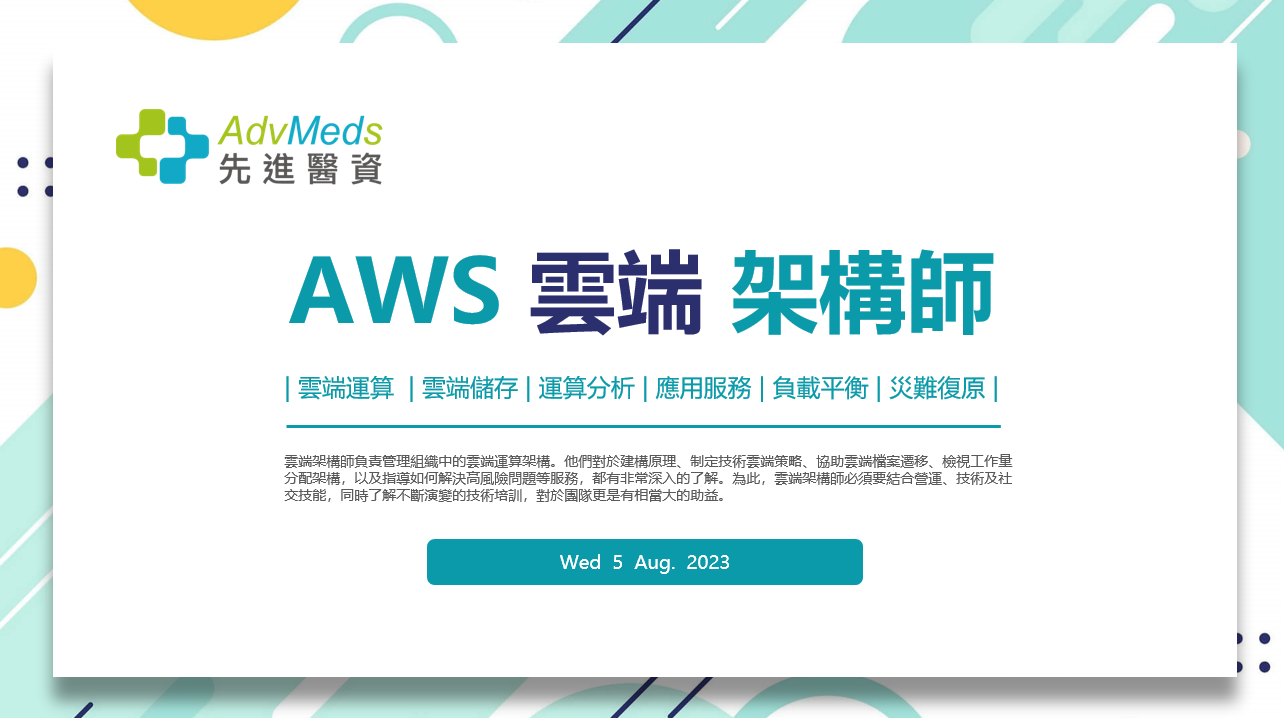 AdvMeds
先進醫資
AWS 雲端 架構師
| 雲端運算 | 雲端儲存 | 運算分析 | 應用服務 | 負載平衡 | 災難復原 |
雲端架構師負責管理組織中的雲端運算架構。他們對於建構原理、制定技術雲端策略、協助雲端檔案遷移、檢視工作量
分配架構，以及指導如何解決高風險問題等服務，都有非常深入的了解。為此，雲端架構師必須要結合營運、技術及社
交技能，同時了解不斷演變的技術培訓，對於團隊更是有相當大的助益。
Wed 5 Aug. 2023